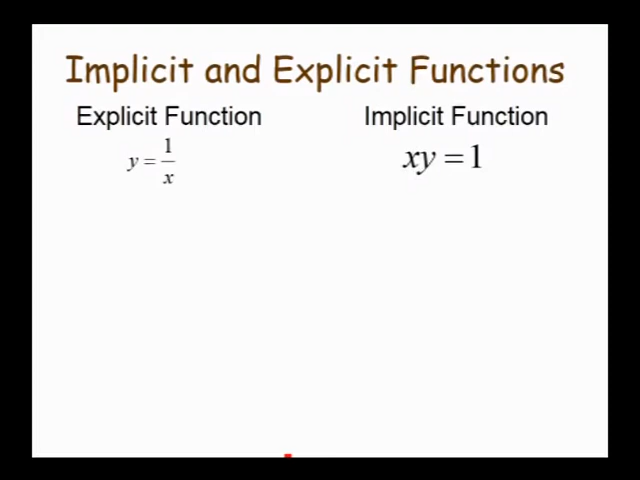 Implicit and Explicit Functions
Explicit Function
Implicit Function
y = 1/x
xy = 1